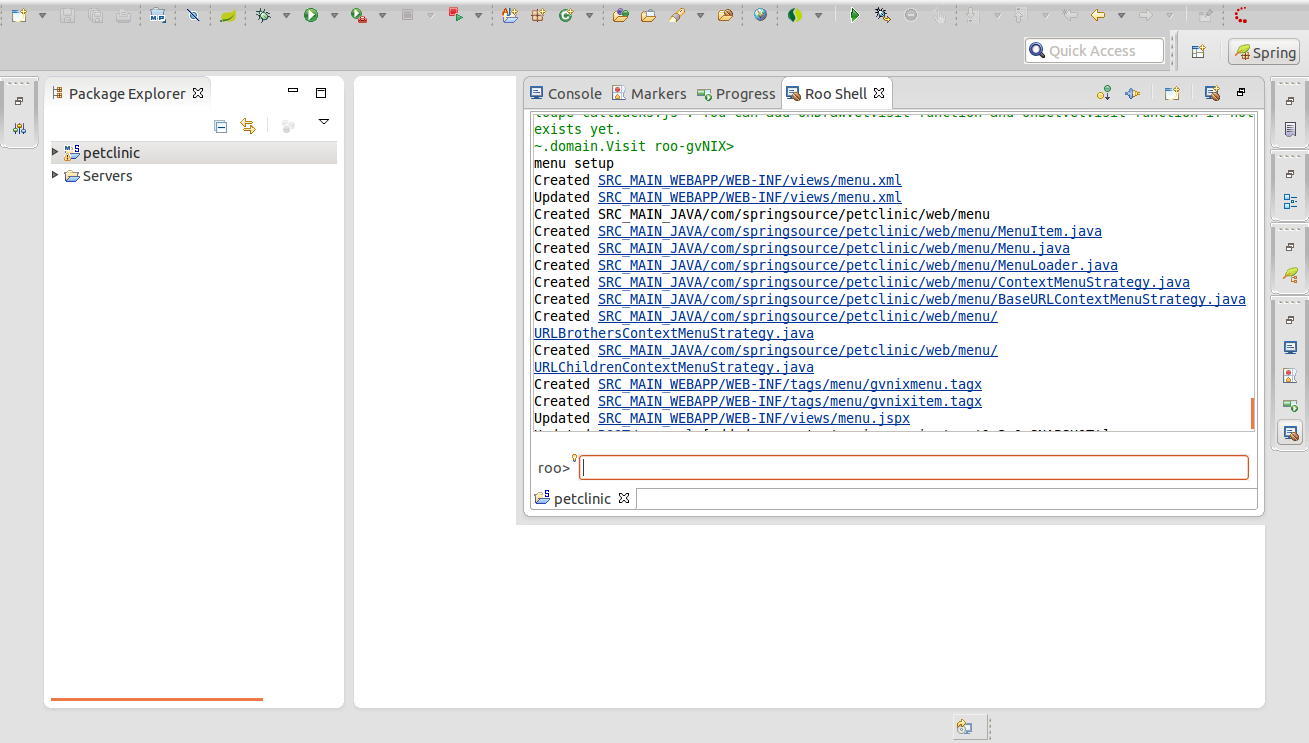 Quick Access
Spring
Package Explorer
petclinic
Servers
Console
Markers
Progress
Roo Shell
exists yet.
~.domain.Visit roo-gvNIX>
menu setup
Created SRC_MAIN_WEBAPP/WEB-INF/views/menu.xml
Updated SRC_MAIN_WEBAPP/WEB-INF/views/menu.xml
Created SRC_MAIN_JAVA/com/springsource/petclinic/web/menu
Created SRC_MAIN_JAVA/com/springsource/petclinic/web/menu/MenuItem.java
Created SRC_MAIN_JAVA/com/springsource/petclinic/web/menu/Menu.java
Created SRC_MAIN_JAVA/com/springsource/petclinic/web/menu/MenuLoader.java
Created SRC_MAIN_JAVA/com/springsource/petclinic/web/menu/ContextMenuStrategy.java
Created SRC_MAIN_JAVA/com/springsource/petclinic/web/menu/BaseURLContextMenuStrategy.java
Created SRC_MAIN_JAVA/com/springsource/petclinic/web/menu/
URLBrothersContextMenuStrategy.java
Created SRC_MAIN_JAVA/com/springsource/petclinic/web/menu/
URLChildrenContextMenuStrategy.java
Created SRC_MAIN_WEBAPP/WEB-INF/tags/menu/gvnixmenu.tagx
Created SRC_MAIN_WEBAPP/WEB-INF/tags/menu/gvnixitem.tagx
Updated SRC_MAIN_WEBAPP/WEB-INF/views/menu.jspx
roo>
petclinic